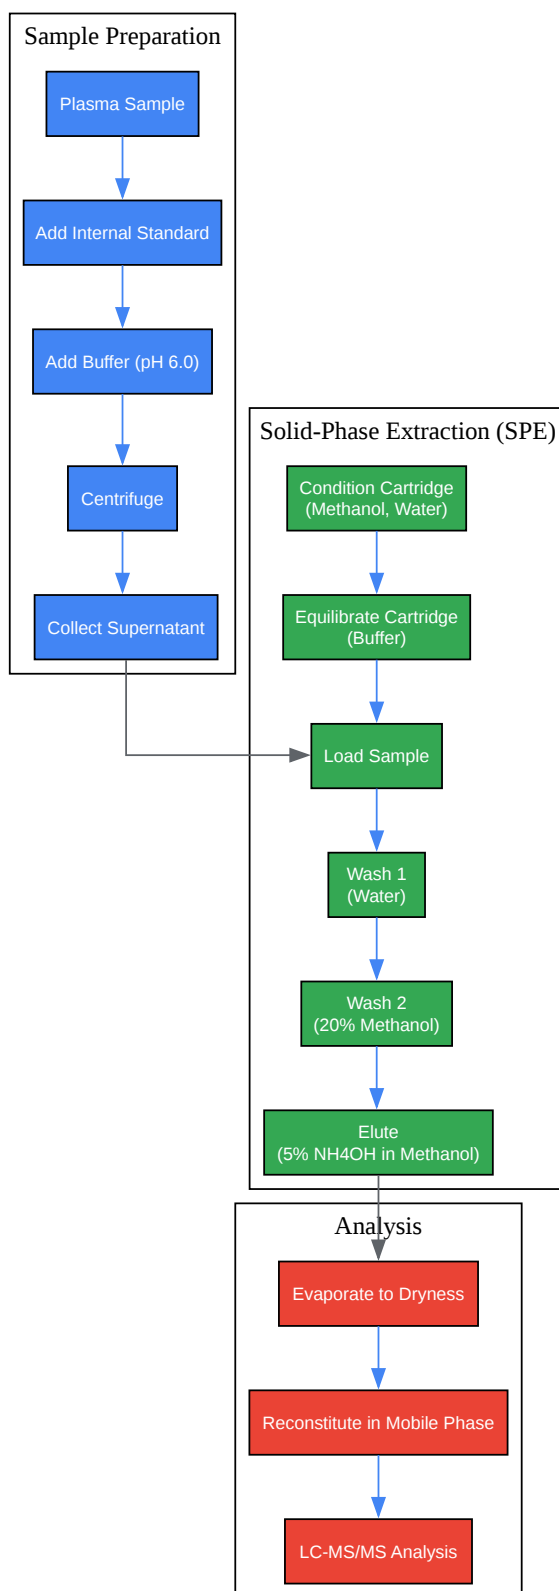 Sample Preparation
Plasma Sample
Add Internal Standard
Add Buffer (pH 6.0)
Centrifuge
Collect Supernatant
Solid-Phase Extraction (SPE)
Condition Cartridge
(Methanol, Water)
Equilibrate Cartridge
(Buffer)
Load Sample
Wash 1
(Water)
Wash 2
(20% Methanol)
Elute
(5% NH4OH in Methanol)
Analysis
Evaporate to Dryness
Reconstitute in Mobile Phase
LC-MS/MS Analysis